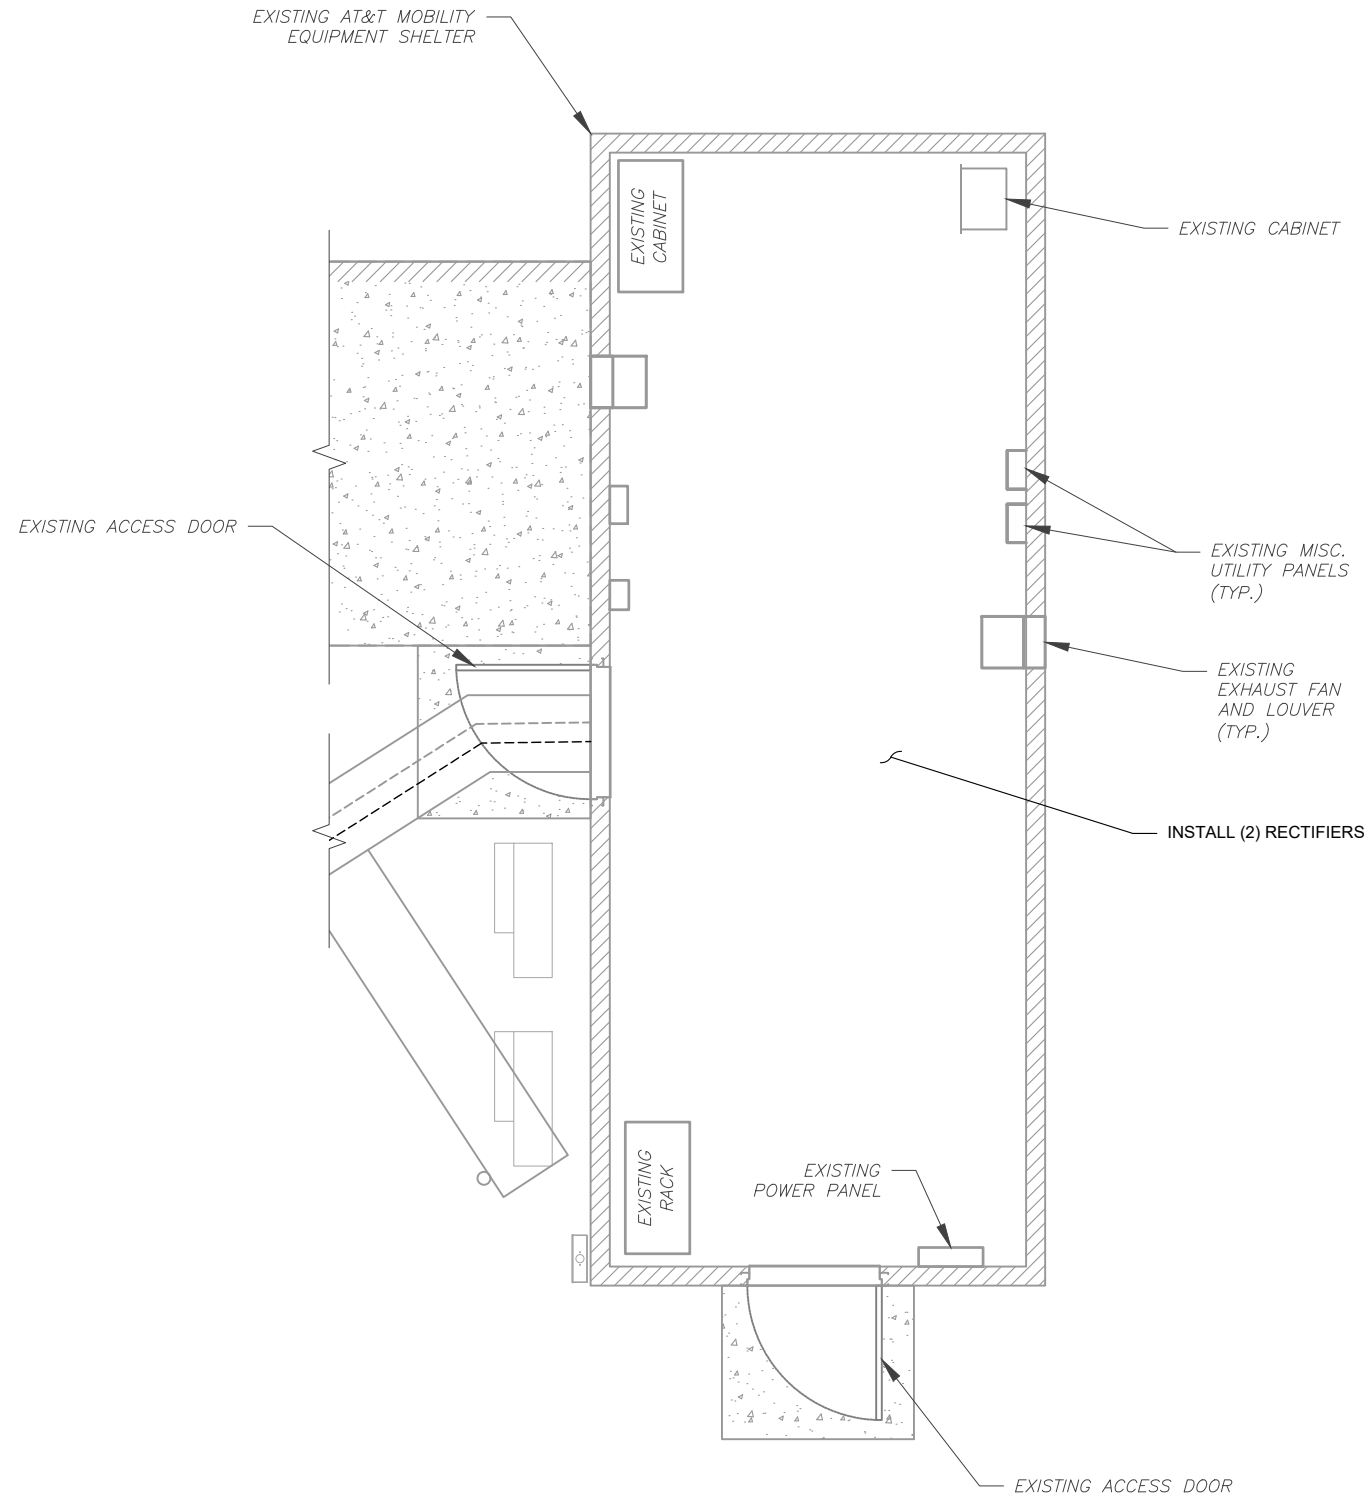 EXISTING AT&T MOBILITY
EQUIPMENT SHELTER
EXISTING
CABINET
EXISTING CABINET
EXISTING ACCESS DOOR
EXISTING MISC.
UTILITY PANELS
(TYP.)
EXISTING
EXHAUST FAN
AND LOUVER
(TYP.)
INSTALL (2) RECTIFIERS
EXISTING
RACK
EXISTING
POWER PANEL
EXISTING ACCESS DOOR